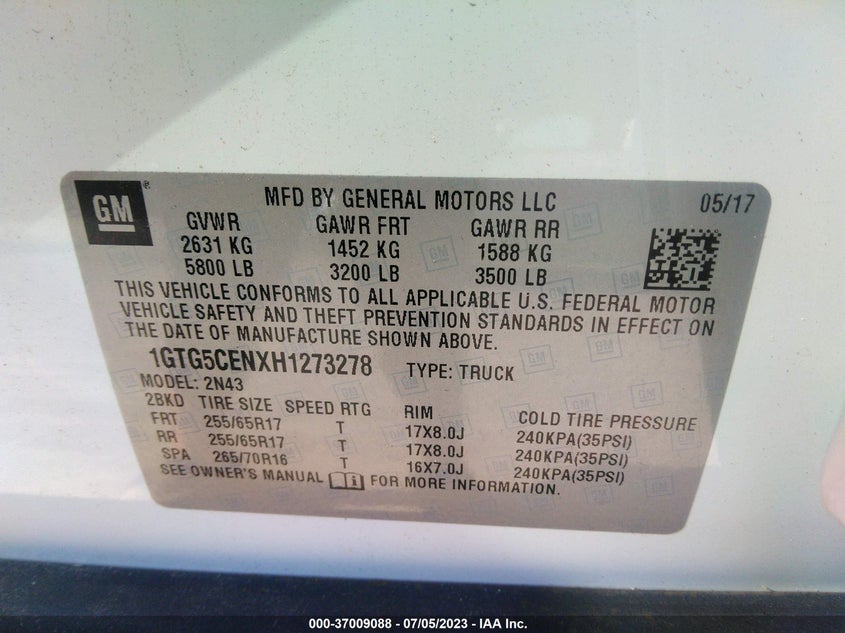 GM ®
MFD BY GENERAL MOTORS LLC 05/17
GVWR GAWR FRT GAWR RR
2631 KG 1452 KG 1588 KG
5800 LB 3200 LB 3500 LB
THIS VEHICLE CONFORMS TO ALL APPLICABLE U.S. FEDERAL MOTOR
VEHICLE SAFETY AND THEFT PREVENTION STANDARDS IN EFFECT ON
THE DATE OF MANUFACTURE SHOWN ABOVE.
1GTG5CENXH1273278 TYPE: TRUCK
MODEL: 2N43
2BKD TIRE SIZE SPEED RTG RIM COLD TIRE PRESSURE
FRT 255/65R17 T 17X8.0J 240KPA(35PSI)
RR 255/65R17 T 17X8.0J 240KPA(35PSI)
SPA 265/70R16 T 16X7.0J 240KPA(35PSI)
SEE OWNER'S MANUAL FOR MORE INFORMATION.
000-37009088 - 07/05/2023 - IAA Inc.